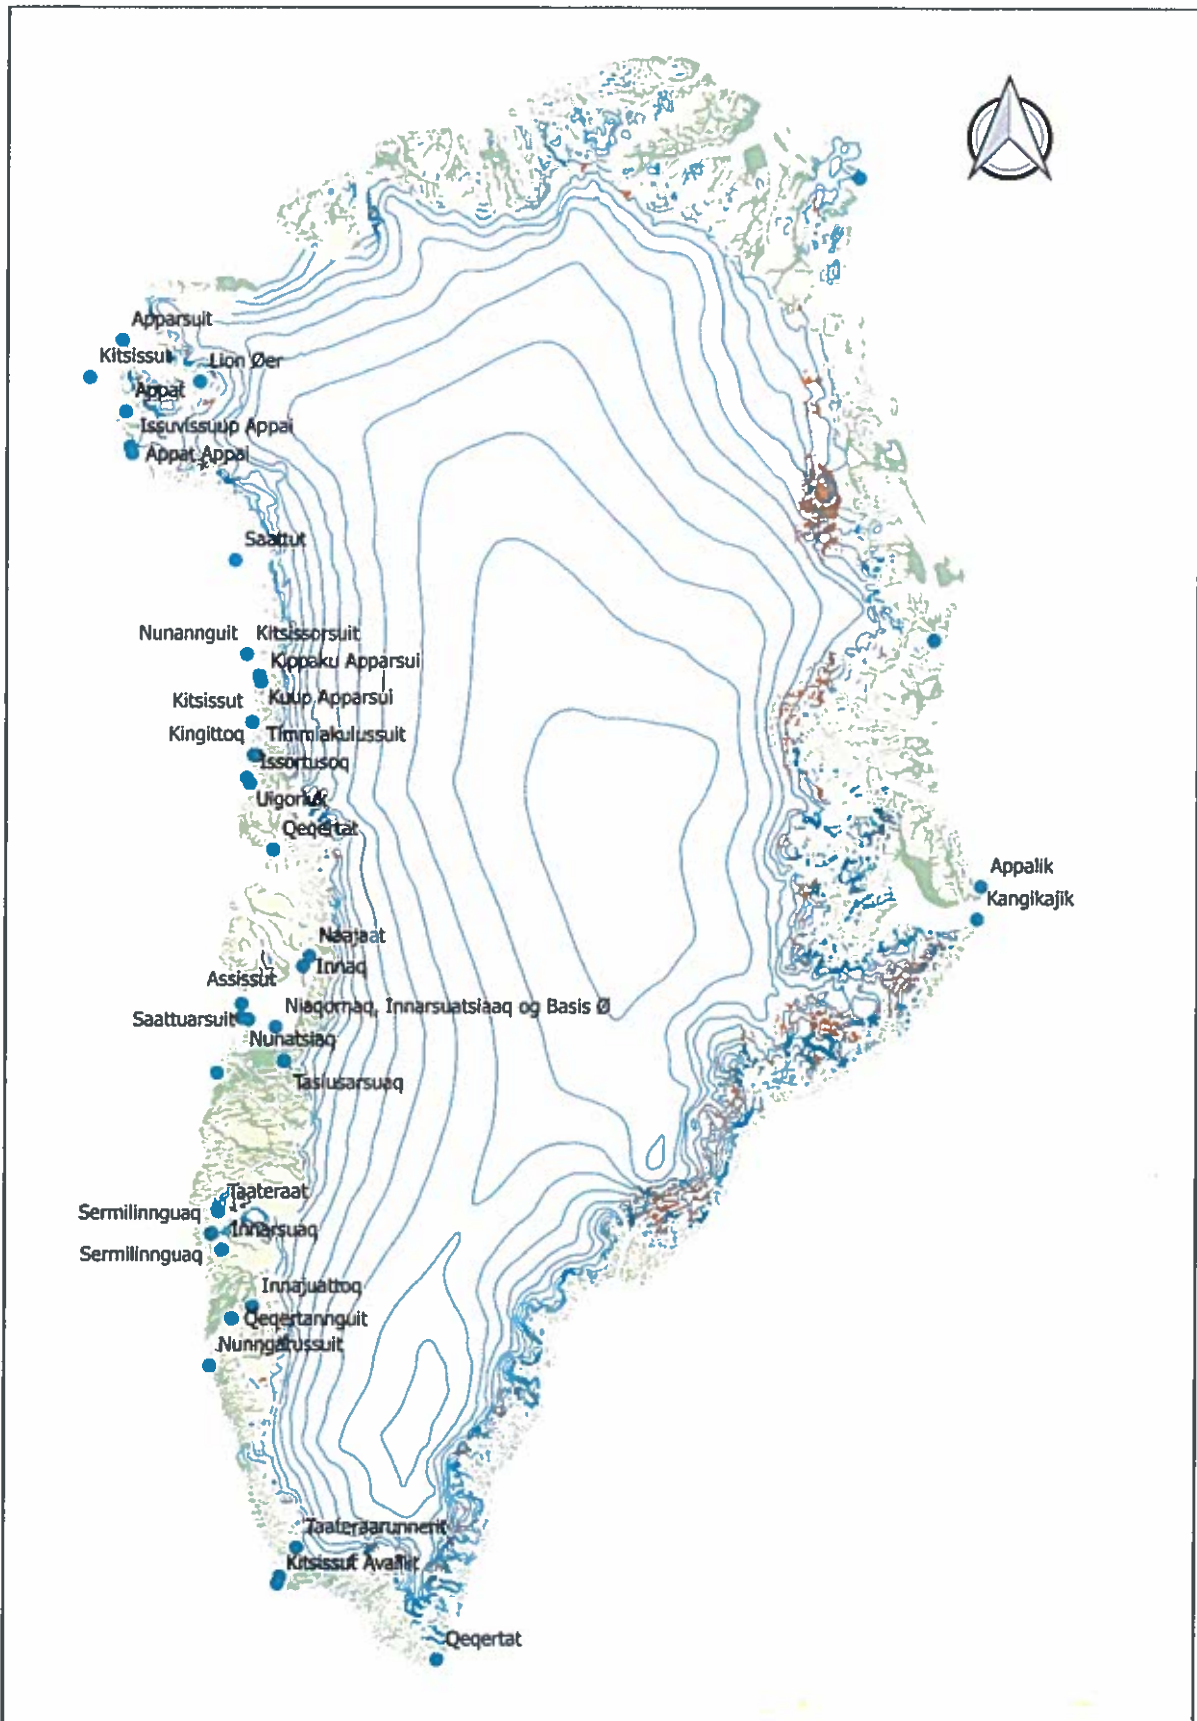 Apparsuit
Kitsissut
Lion Øer
Appat
Issuvissuup Appai
Appat Appai
Saattut
Nunannguit
Kitsissorsuit
Kippaku Apparsui
Kitsissut
Kuup Apparsui
Kingittoq
Timmiakulussuit
Issortusoq
Uigorluk
Qeqertat
Appalik
Kangikajik
Naajaat
Innaq
Assissut
Niaqornaq, Innarsuatsiaaq og Basis Ø
Saattuarsuit
Nunatsiaq
Tasiusarsuaq
Taateraat
Sermilinnguaq
Innarsuaq
Sermilinnguaq
Innajuattoq
Qeqertannguit
Nunngarussuit
Taateraarunnerit
Kitsissut Avalliit
Qeqertat